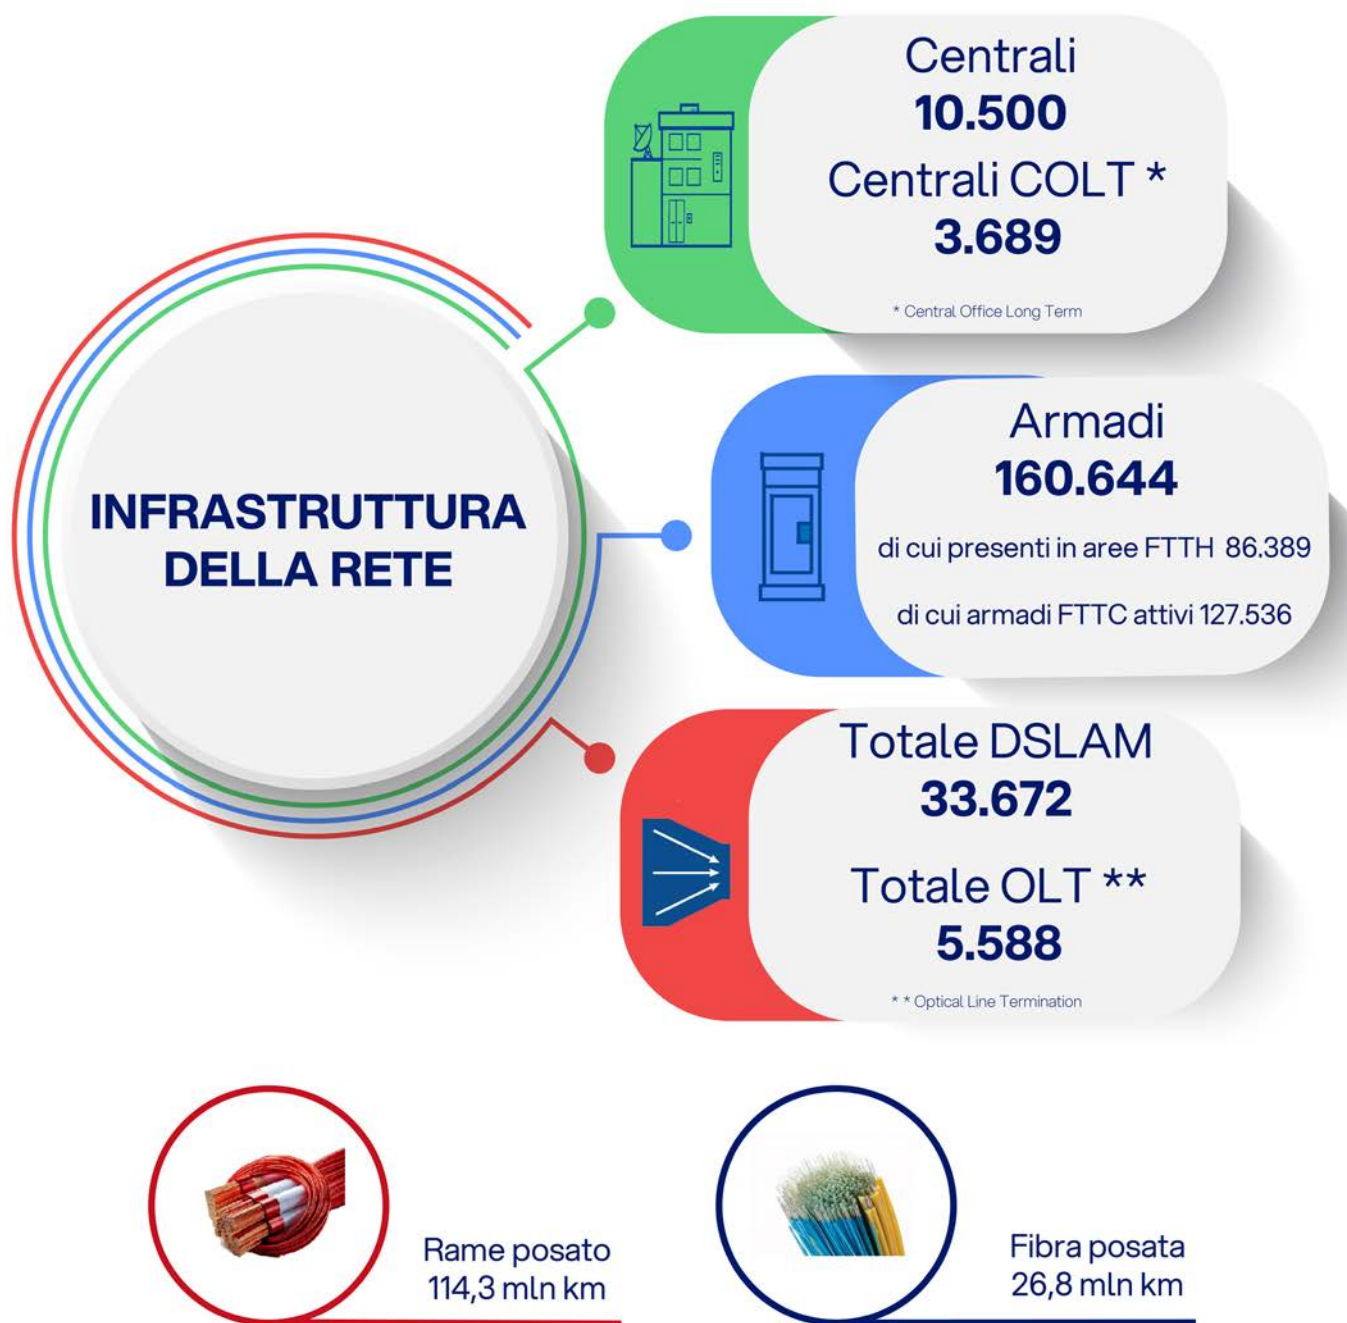 INFRASTRUTTURA
DELLA RETE
Centrali
10.500
Centrali COLT *
3.689
* Central Office Long Term
Armadi
160.644
di cui presenti in aree FTTH 86.389
di cui armadi FTTC attivi 127.536
Totale DSLAM
33.672
Totale OLT **
5.588
* * Optical Line Termination
Rame posato
114,3 mln km
Fibra posata
26,8 mln km